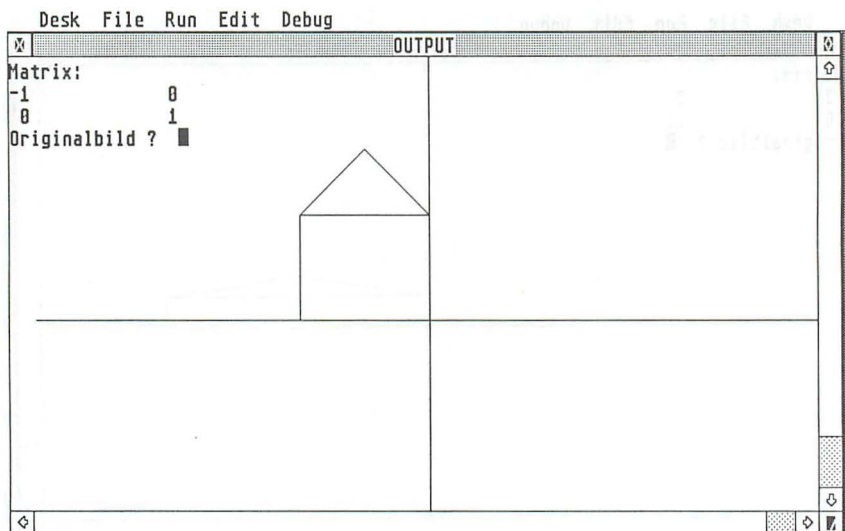 Desk File Run Edit Debug
OUTPUT
Matrix:
-1 0
0 1
Originalbild ?